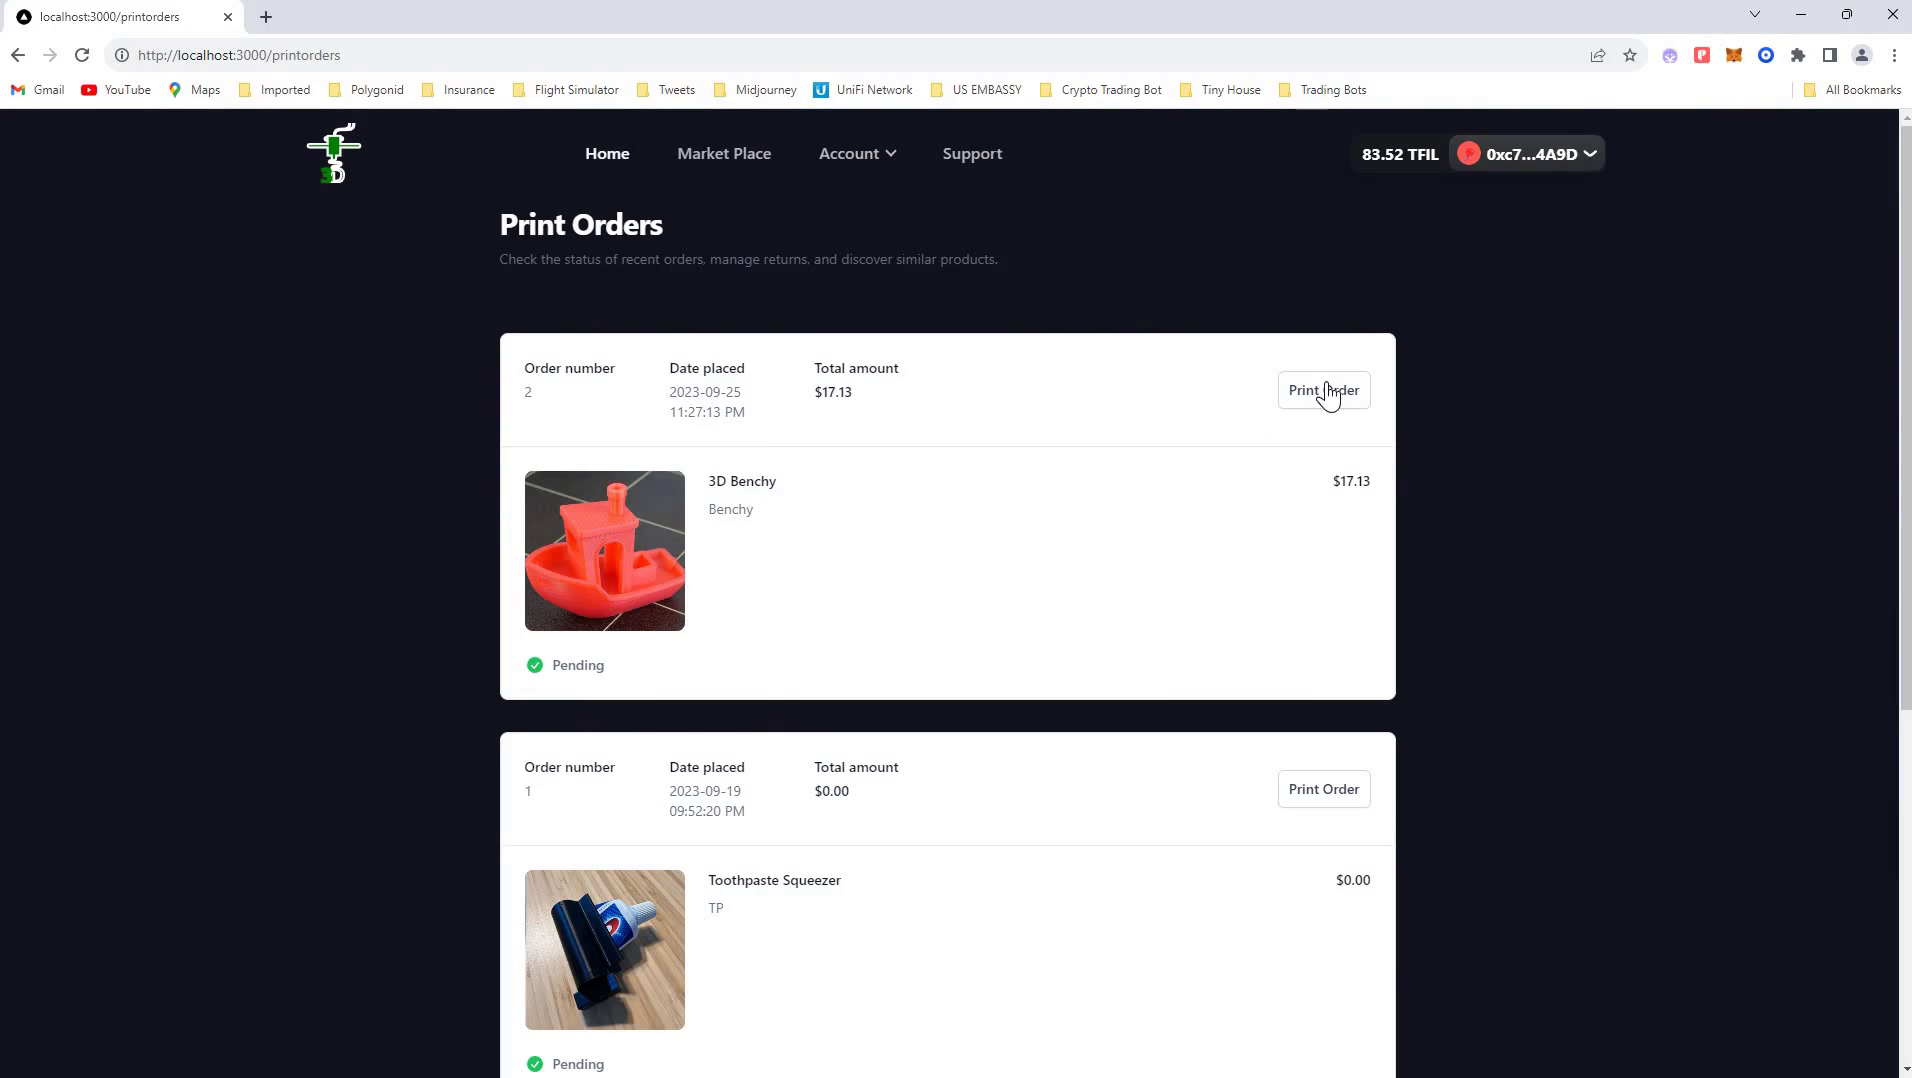 localhost:3000/printorders
http://localhost:3000/printorders
Gmail YouTube Maps Imported Polygonid Insurance Flight Simulator Tweets Midjourney UniFi Network US EMBASSY Crypto Trading Bot Tiny House Trading Bots All Bookmarks
3D
Home Market Place Account Support 83.52 TFIL 0xc7...4A9D
Print Orders
Check the status of recent orders, manage returns, and discover similar products.
Order number Date placed Total amount
2 2023-09-25 $17.13 Print Order
11:27:13 PM
3D Benchy $17.13
Benchy
Pending
Order number Date placed Total amount
1 2023-09-19 $0.00 Print Order
09:52:20 PM
Toothpaste Squeezer $0.00
TP
Pending